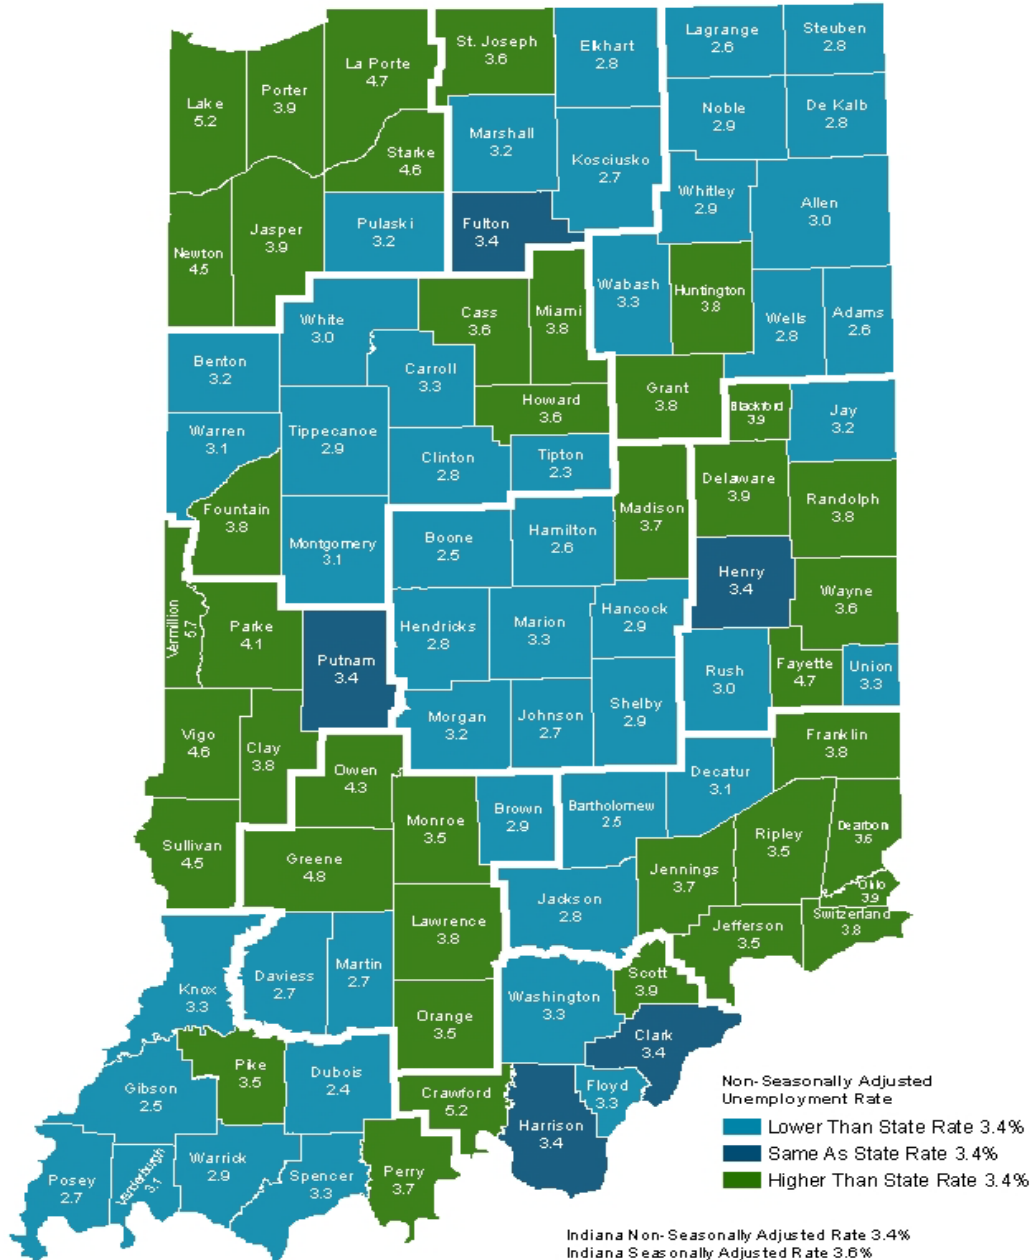 Lagrange
2.6
Steuben
2.8
St. Joseph
3.6
Elkhart
2.8
La Porte
4.7
Porter
3.9
Lake
5.2
Noble
2.9
De Kalb
2.8
Marshall
3.2
Starke
4.6
Kosciusko
2.7
Whitley
2.9
Allen
3.0
Pulaski
3.2
Fulton
3.4
Jasper
3.9
Newton
4.5
Wabash
3.3
Huntington
3.8
Wells
2.8
Adams
2.6
White
3.0
Cass
3.6
Miami
3.8
Benton
3.2
Carroll
3.3
Grant
3.8
Howard
3.6
Blackford
3.9
Jay
3.2
Warren
3.1
Tippecanoe
2.9
Clinton
2.8
Tipton
2.3
Delaware
3.9
Randolph
3.8
Fountain
3.8
Madison
3.7
Montgomery
3.1
Boone
2.5
Hamilton
2.6
Henry
3.4
Wayne
3.6
Vermillion
5.7
Parke
4.1
Putnam
3.4
Hendricks
2.8
Marion
3.3
Hancock
2.9
Rush
3.0
Fayette
4.7
Union
3.3
Vigo
4.6
Clay
3.8
Morgan
3.2
Johnson
2.7
Shelby
2.9
Franklin
3.8
Owen
4.3
Decatur
3.1
Monroe
3.5
Brown
2.9
Bartholomew
2.5
Sullivan
4.5
Greene
4.8
Ripley
3.5
Dearborn
3.6
Jennings
3.7
Ohio
3.9
Jackson
2.8
Lawrence
3.8
Jefferson
3.5
Switzerland
3.8
Knox
3.3
Daviess
2.7
Martin
2.7
Washington
3.3
Scott
3.9
Orange
3.5
Clark
3.4
Gibson
2.5
Pike
3.5
Dubois
2.4
Crawford
5.2
Floyd
3.3
Harrison
3.4
Posey
2.7
Vanderburgh
3.1
Warrick
2.9
Spencer
3.3
Perry
3.7
Non-Seasonally Adjusted
Unemployment Rate
Lower Than State Rate 3.4%
Same As State Rate 3.4%
Higher Than State Rate 3.4%
Indiana Non-Seasonally Adjusted Rate 3.4%
Indiana Seasonally Adjusted Rate 3.6%